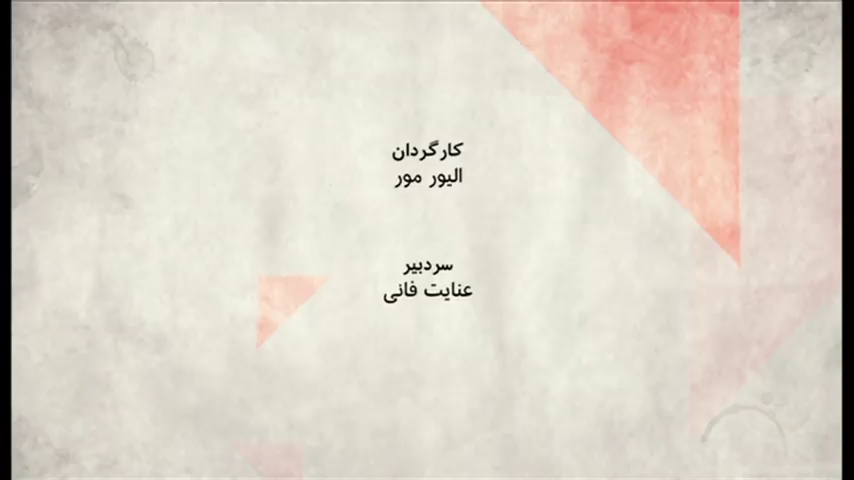 کارگردان
الیور مور
سردبیر
عنایت فانی